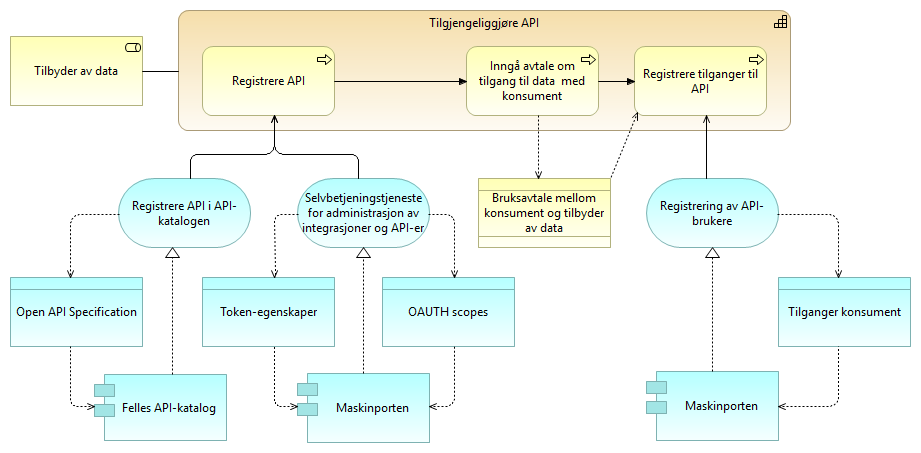 Tilgjengeliggjøre API
Tilbyder av data
Registrere API
Inngå avtale om
tilgang til data  med
konsument
Registrere tilganger til
API
Registrere API i API-
katalogen
Selvbetjeningstjeneste
for administrasjon av
integrasjoner og API-er
Bruksavtale mellom
konsument og tilbyder
av data
Registrering av API-
brukere
Open API Specification
Token-egenskaper
OAUTH scopes
Tilganger konsument
Felles API-katalog
Maskinporten
Maskinporten